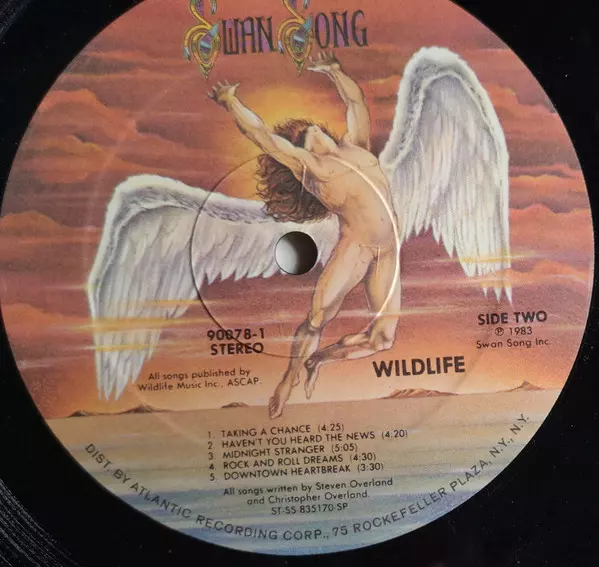 SWAN SONG
90078-1
STEREO
SIDE TWO
℗ 1983
Swan Song Inc.
All songs published by
Wildlife Music Inc., ASCAP.
WILDLIFE
1. TAKING A CHANCE (4:25)
2. HAVEN'T YOU HEARD THE NEWS (4:20)
3. MIDNIGHT STRANGER (5:05)
4. ROCK AND ROLL DREAMS (4:30)
5. DOWNTOWN HEARTBREAK (3:30)
All songs written by Steven Overland
and Christopher Overland.
ST-SS-835170-SP
DIST. BY ATLANTIC RECORDING CORP., 75 ROCKEFELLER PLAZA, N.Y., N.Y.